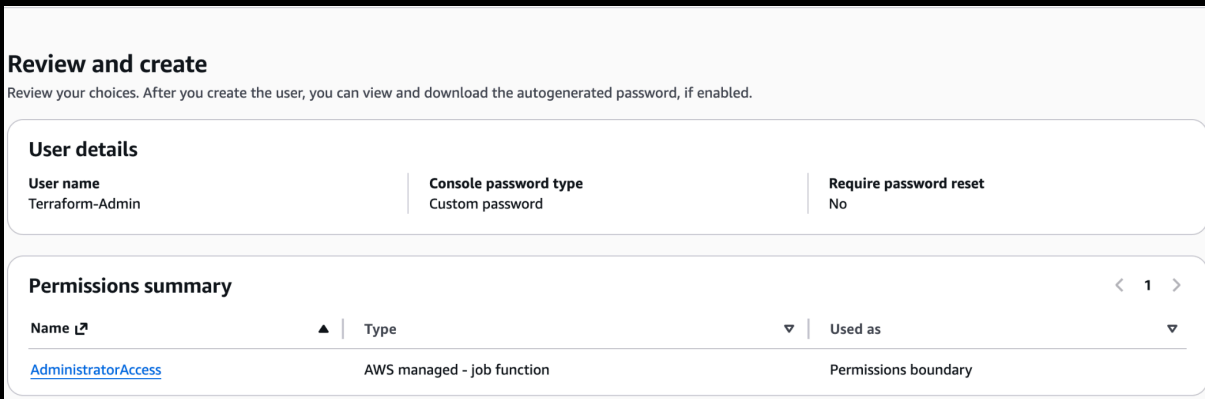 Review and create
Review your choices. After you create the user, you can view and download the autogenerated password, if enabled.
User details
User name Console password type Require password reset
Terraform-Admin Custom password No
Permissions summary 1
Name Type Used as
AdministratorAccess AWS managed - job function Permissions boundary